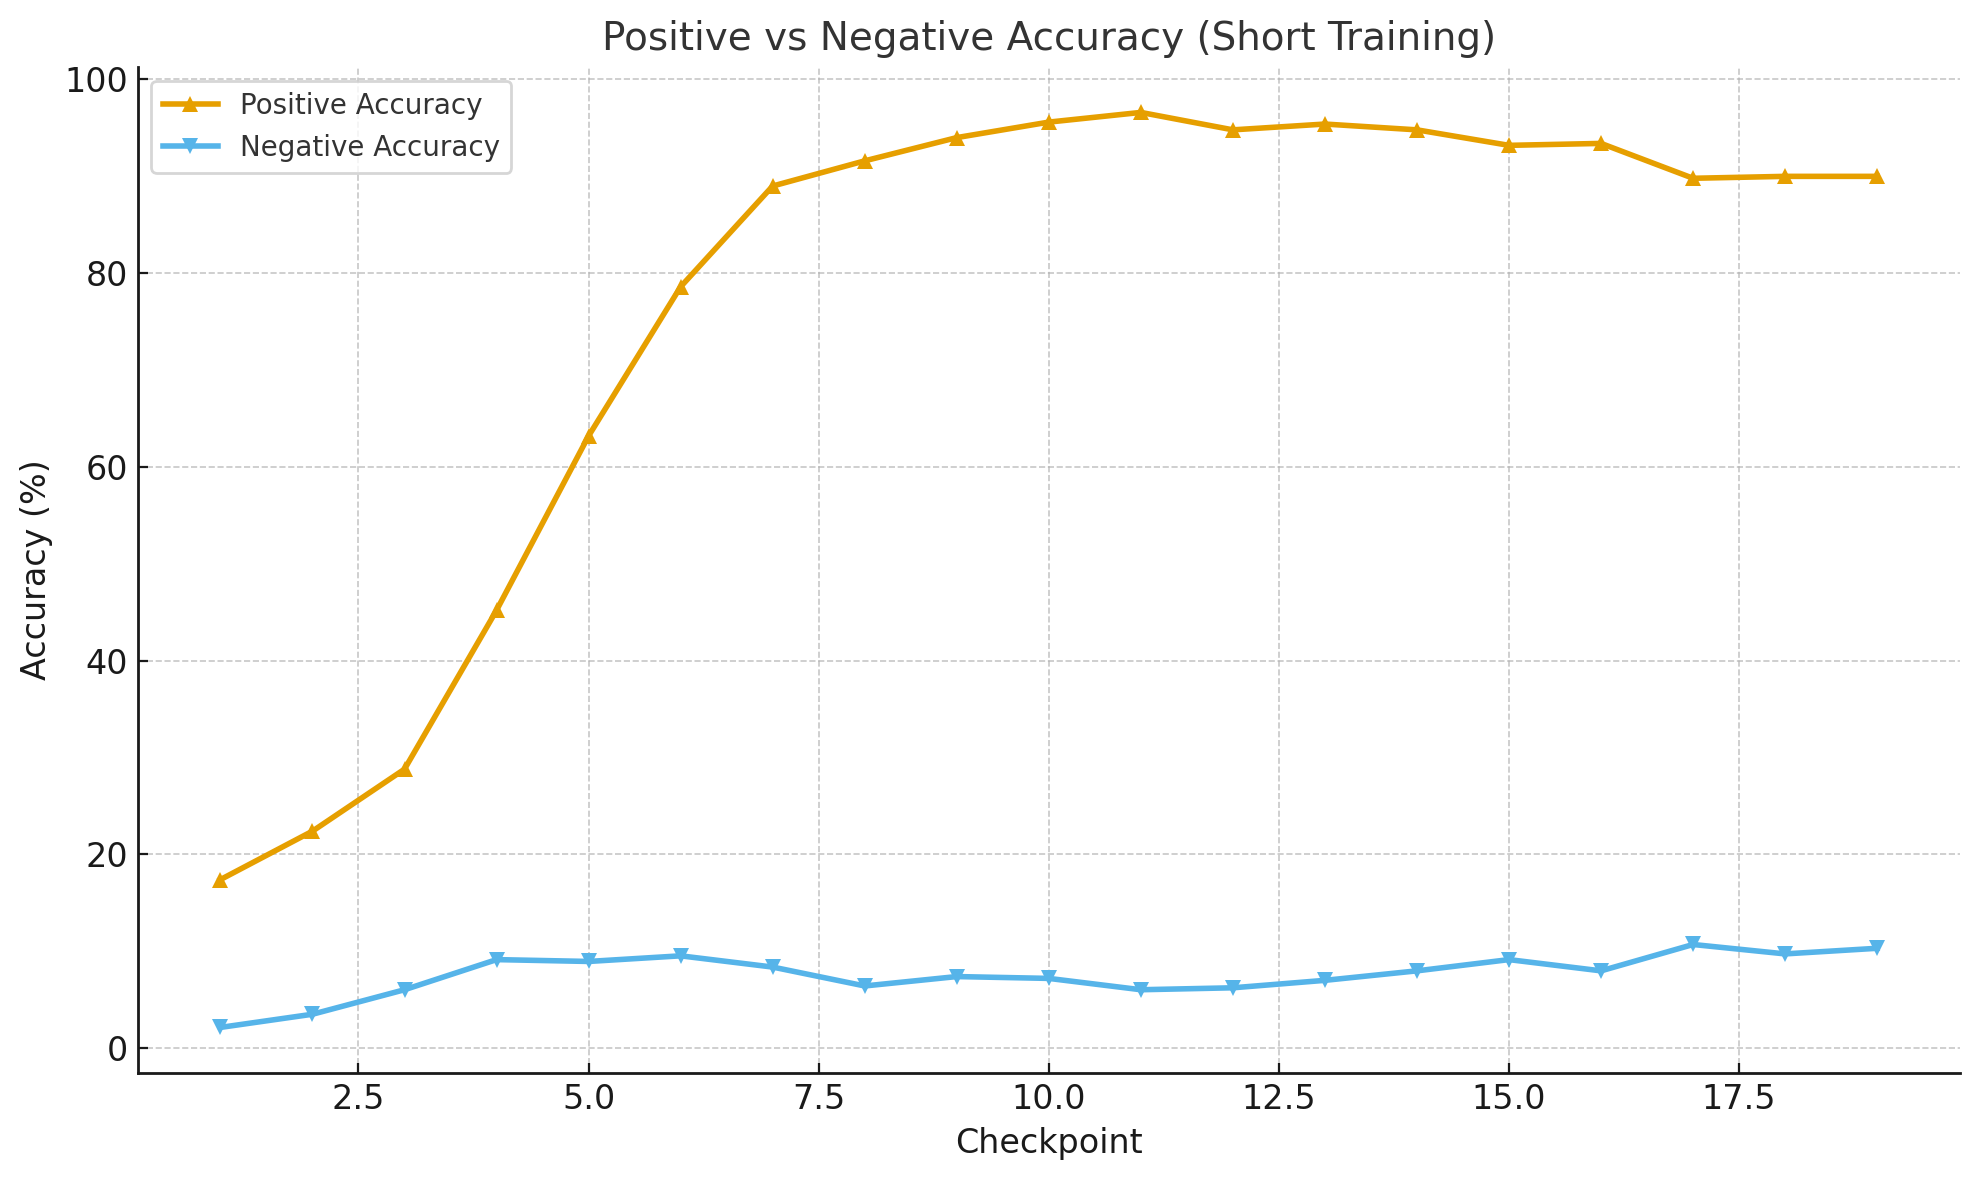 Positive vs Negative Accuracy (Short Training)
Positive Accuracy
Negative Accuracy
Accuracy (%)
100
80
60
40
20
0
2.5 5.0 7.5 10.0 12.5 15.0 17.5
Checkpoint